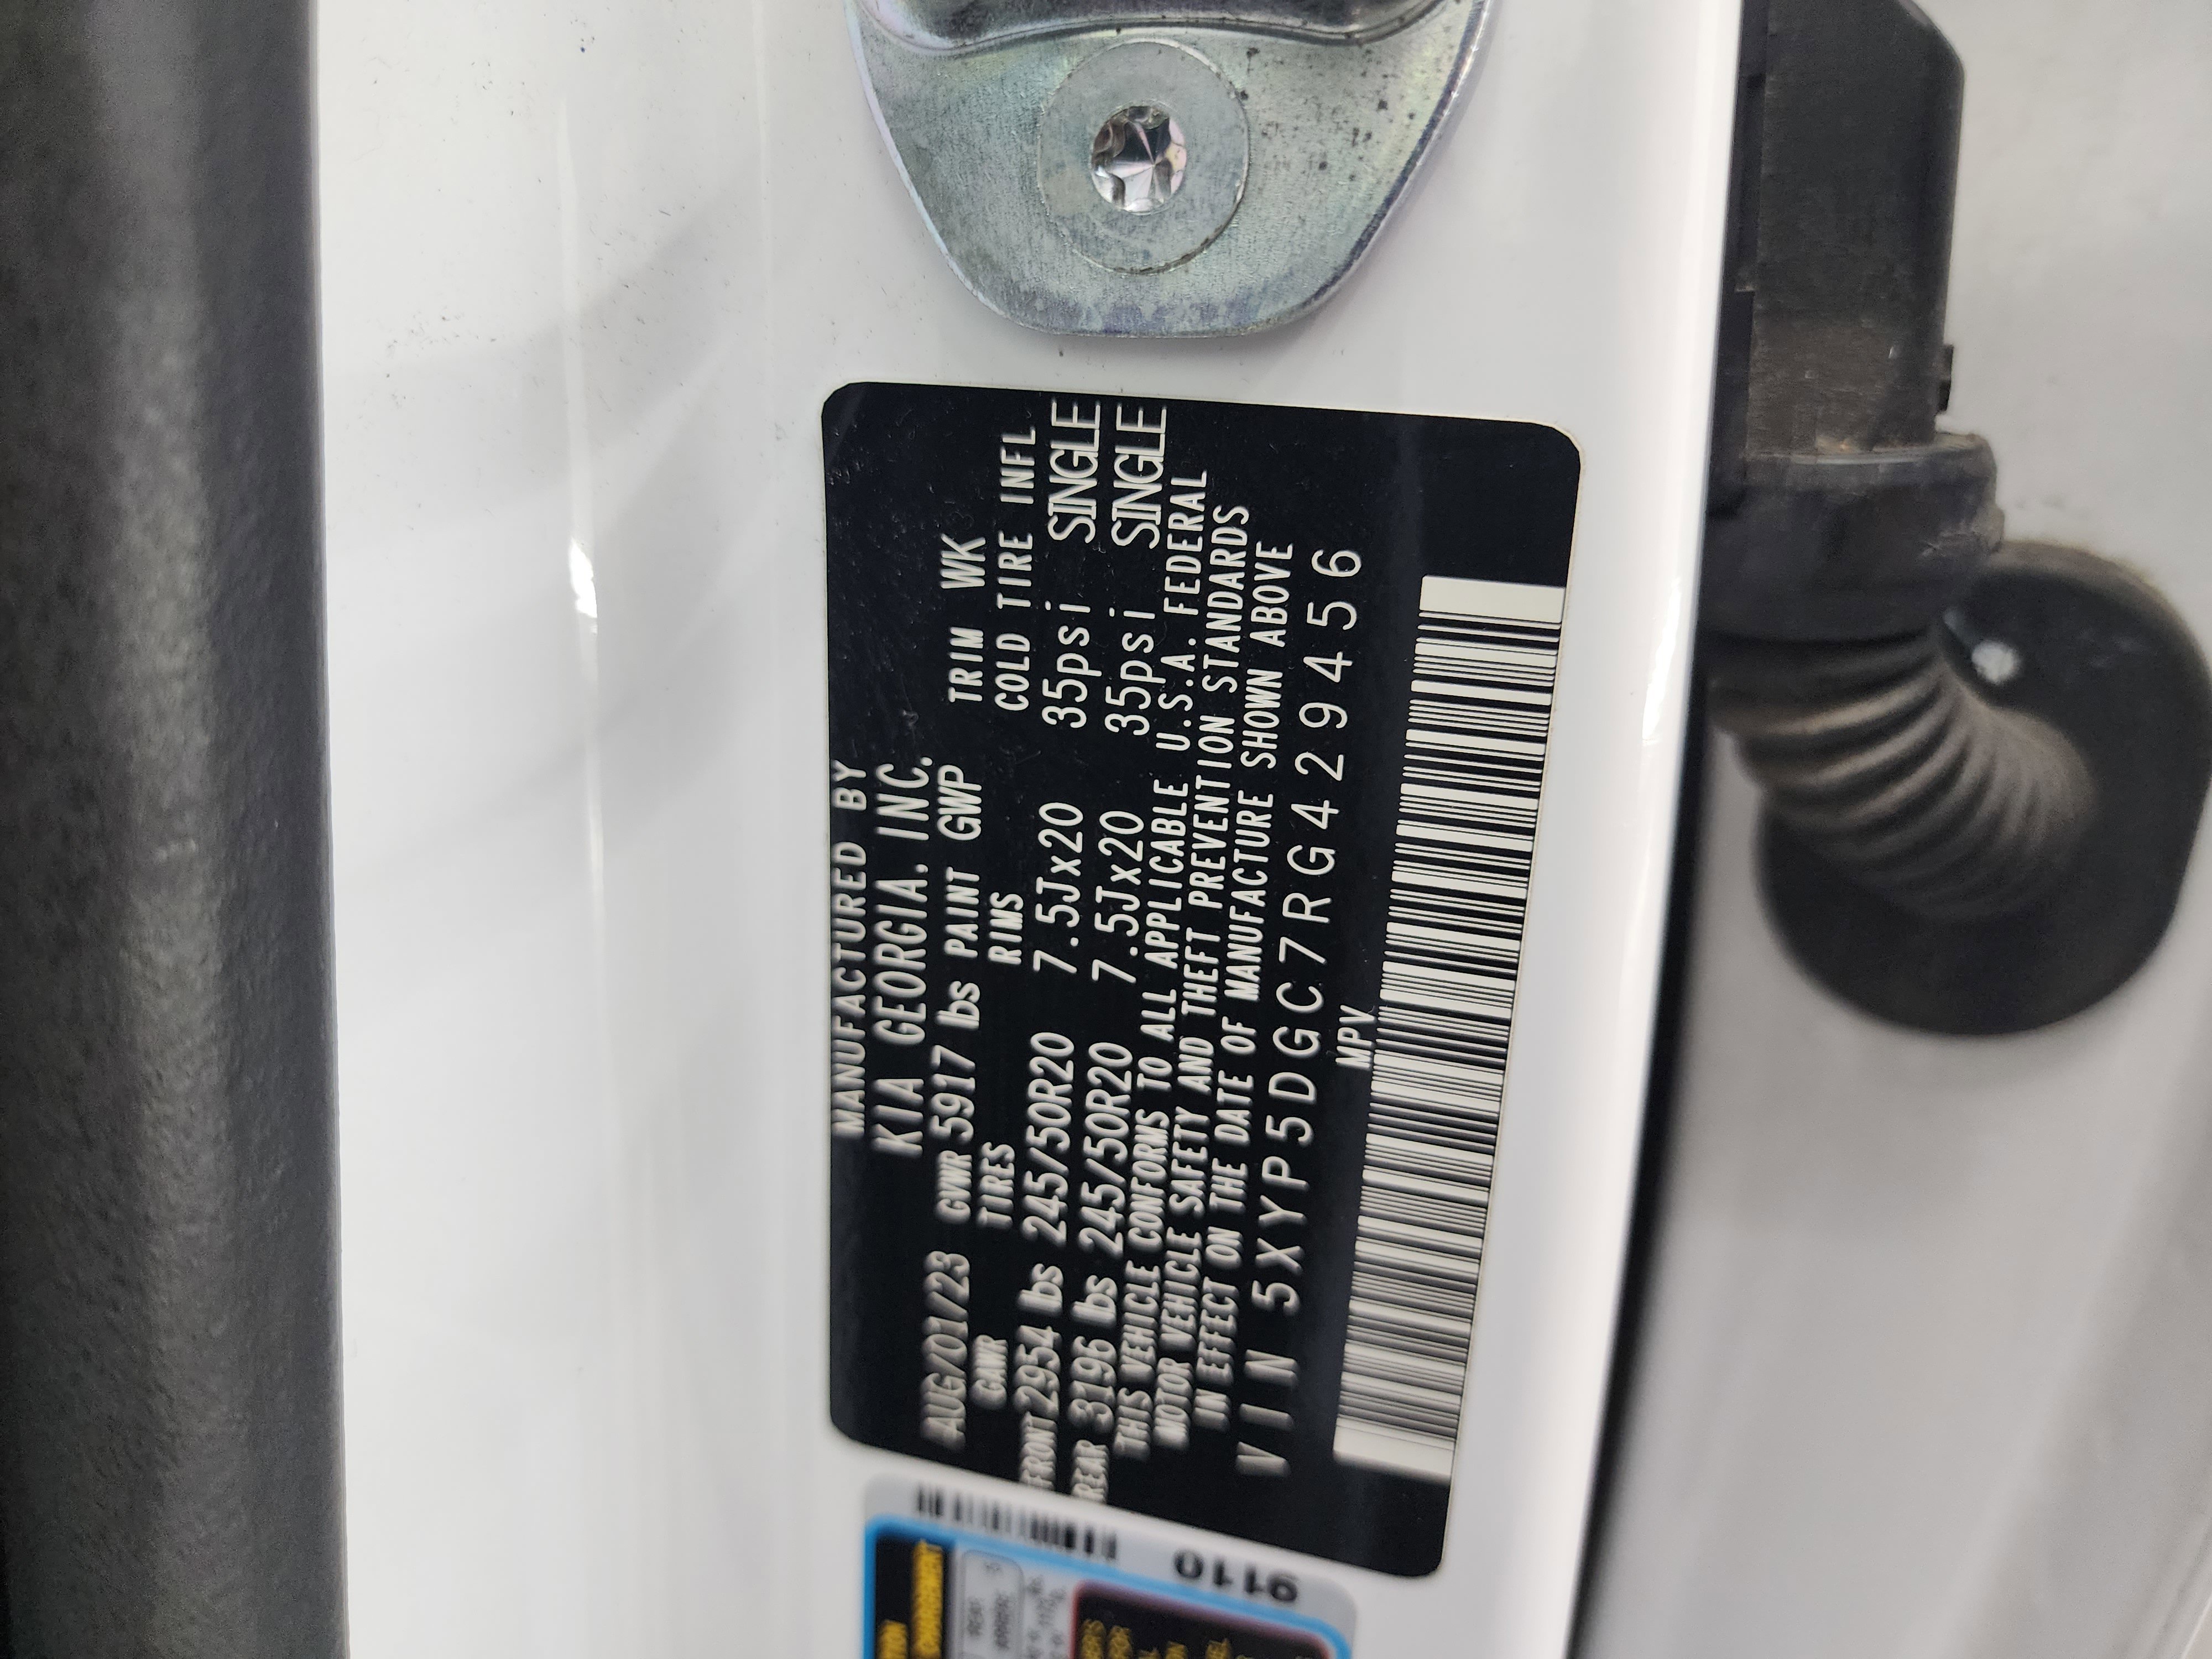 MANUFACTURED BY
KIA GEORGIA. INC.
AUG/01/23 GVWR 5917 lbs PAINT GWP TRIM WK
GAWR TIRES RIMS COLD TIRE INFL
FRONT 2954 lbs 245/50R20 7.5Jx20 35psi SINGLE
REAR 3196 lbs 245/50R20 7.5Jx20 35psi SINGLE
THIS VEHICLE CONFORMS TO ALL APPLICABLE U.S.A. FEDERAL
MOTOR VEHICLE SAFETY AND THEFT PREVENTION STANDARDS
IN EFFECT ON THE DATE OF MANUFACTURE SHOWN ABOVE
VIN 5XYP5DGC7RG429456
MPV
9110
REAR